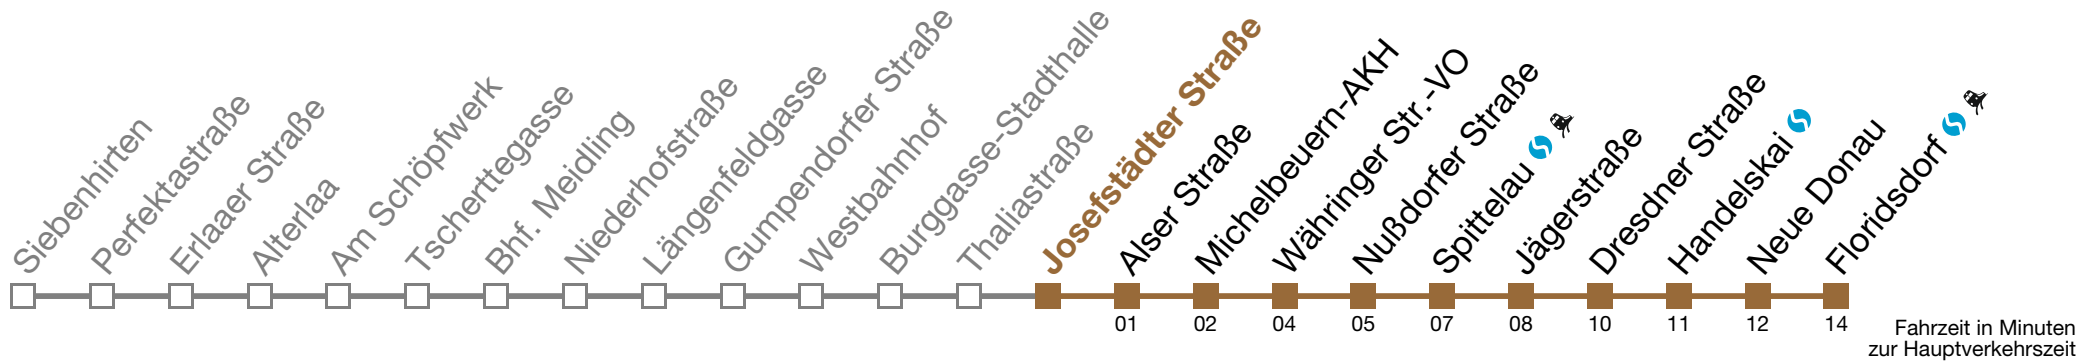 Siebenhirten
Perfektastraße
Erlaaer Straße
Alterlaa
Am Schöpfwerk
Tscherttegasse
Bhf. Meidling
Niederhofstraße
Längenfeldgasse
Gumpendorfer Straße
Westbahnhof
Burggasse-Stadthalle
Thaliastraße
Josefstädter Straße
Alser Straße
Michelbeuern-AKH
Währinger Str.-VO
Nußdorfer Straße
Spittelau
Jägerstraße
Dresdner Straße
Handelskai
Neue Donau
Floridsdorf
01 02 04 05 07 08 10 11 12 14
Fahrzeit in Minuten
zur Hauptverkehrszeit